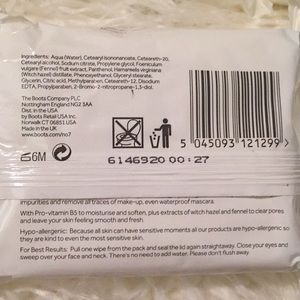 Ingredients: Aqua (Water), Cetearyl isononanoate, Ceteareth-20,
Cetearyl alcohol, Sodium citrate, Propylene glycol, Foeniculum
vulgare (Fennel) fruit extract, Panthenol, Hamamelis virginiana
(Witch hazel) distillate, Phenoxyethanol, Glyceryl stearate,
Glycerin, Citric acid, Methylparaben, Ceteareth-12, Disodium
EDTA, Propylparaben, 2-Bromo-2-nitropropane-1,3-diol.
The Boots Company PLC
Nottingham England NG2 3AA
Dist. in the USA
by Boots Retail USA Inc.
Norwalk CT 06851 USA
Made in the UK
www.boots.com/no7
6M
5 045093 121299 >
6146920 00:27
impurities and remove all traces of make-up, even waterproof mascara.
With Pro-vitamin B5 to moisturise and soften, plus extracts of witch hazel and fennel to clear pores
and leave your skin feeling smooth and fresh
Hypo-allergenic: Because all skin can have sensitive moments all our products are hypo-allergenic so
they are kind to even the most sensitive skin.
For Best Results: Pull one wipe from the pack and seal the lid again straightaway. Close your eyes and
sweep over your face and neck. There's no need to add water. Please don't flush away